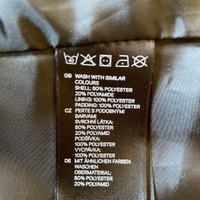 GB WASH WITH SIMILAR
COLOURS
SHELL: 80% POLYESTER
20% POLYAMIDE
LINING: 100% POLYESTER
PADDING: 100% POLYESTER
CZ PERTE S PODOBNÝMI
BARVAMI
SVRCHNÍ LÁTKA:
80% POLYESTER
20% POLYAMID
PODŠÍVKA:
100% POLYESTER
VYCPÁVKA:
100% POLYESTER
DE MIT ÄHNLICHEN FARBEN
WASCHEN
OBERMATERIAL:
80% POLYESTER
20% POLYAMID